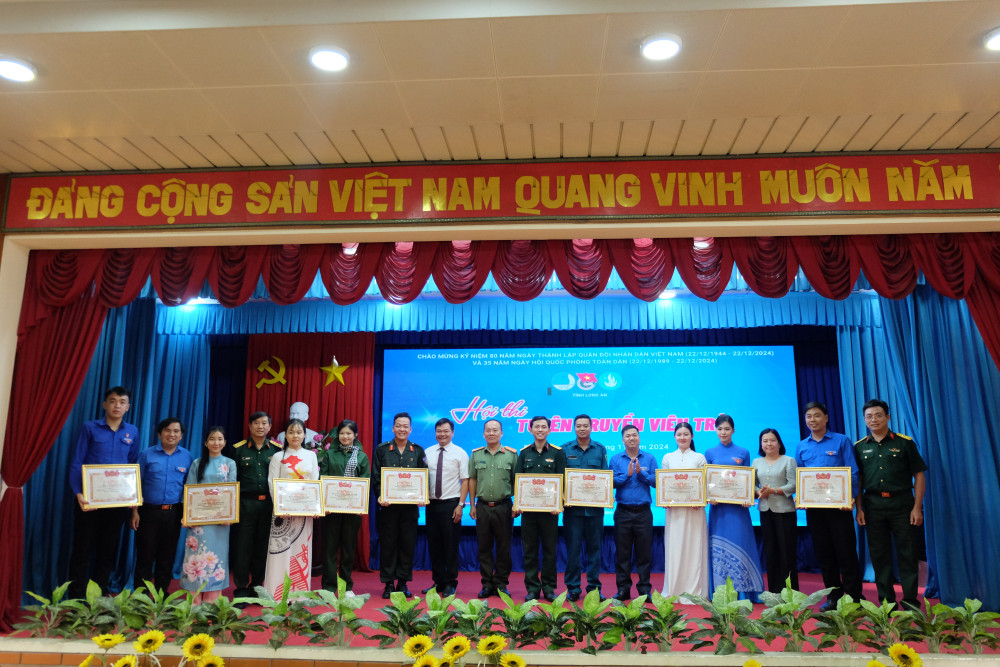 ĐẢNG CỘNG SẢN VIỆT NAM QUANG VINH MUÔN NĂM
CHÀO MỪNG KỶ NIỆM 80 NĂM NGÀY THÀNH LẬP QUÂN ĐỘI NHÂN DÂN VIỆT NAM (22/12/1944 - 22/12/2024)
VÀ 35 NĂM NGÀY HỘI QUỐC PHÒNG TOÀN DÂN (22/12/1989 - 22/12/2024)
TỈNH LONG AN
Hội thi
TUYÊN TRUYỀN VIÊN TR
2024